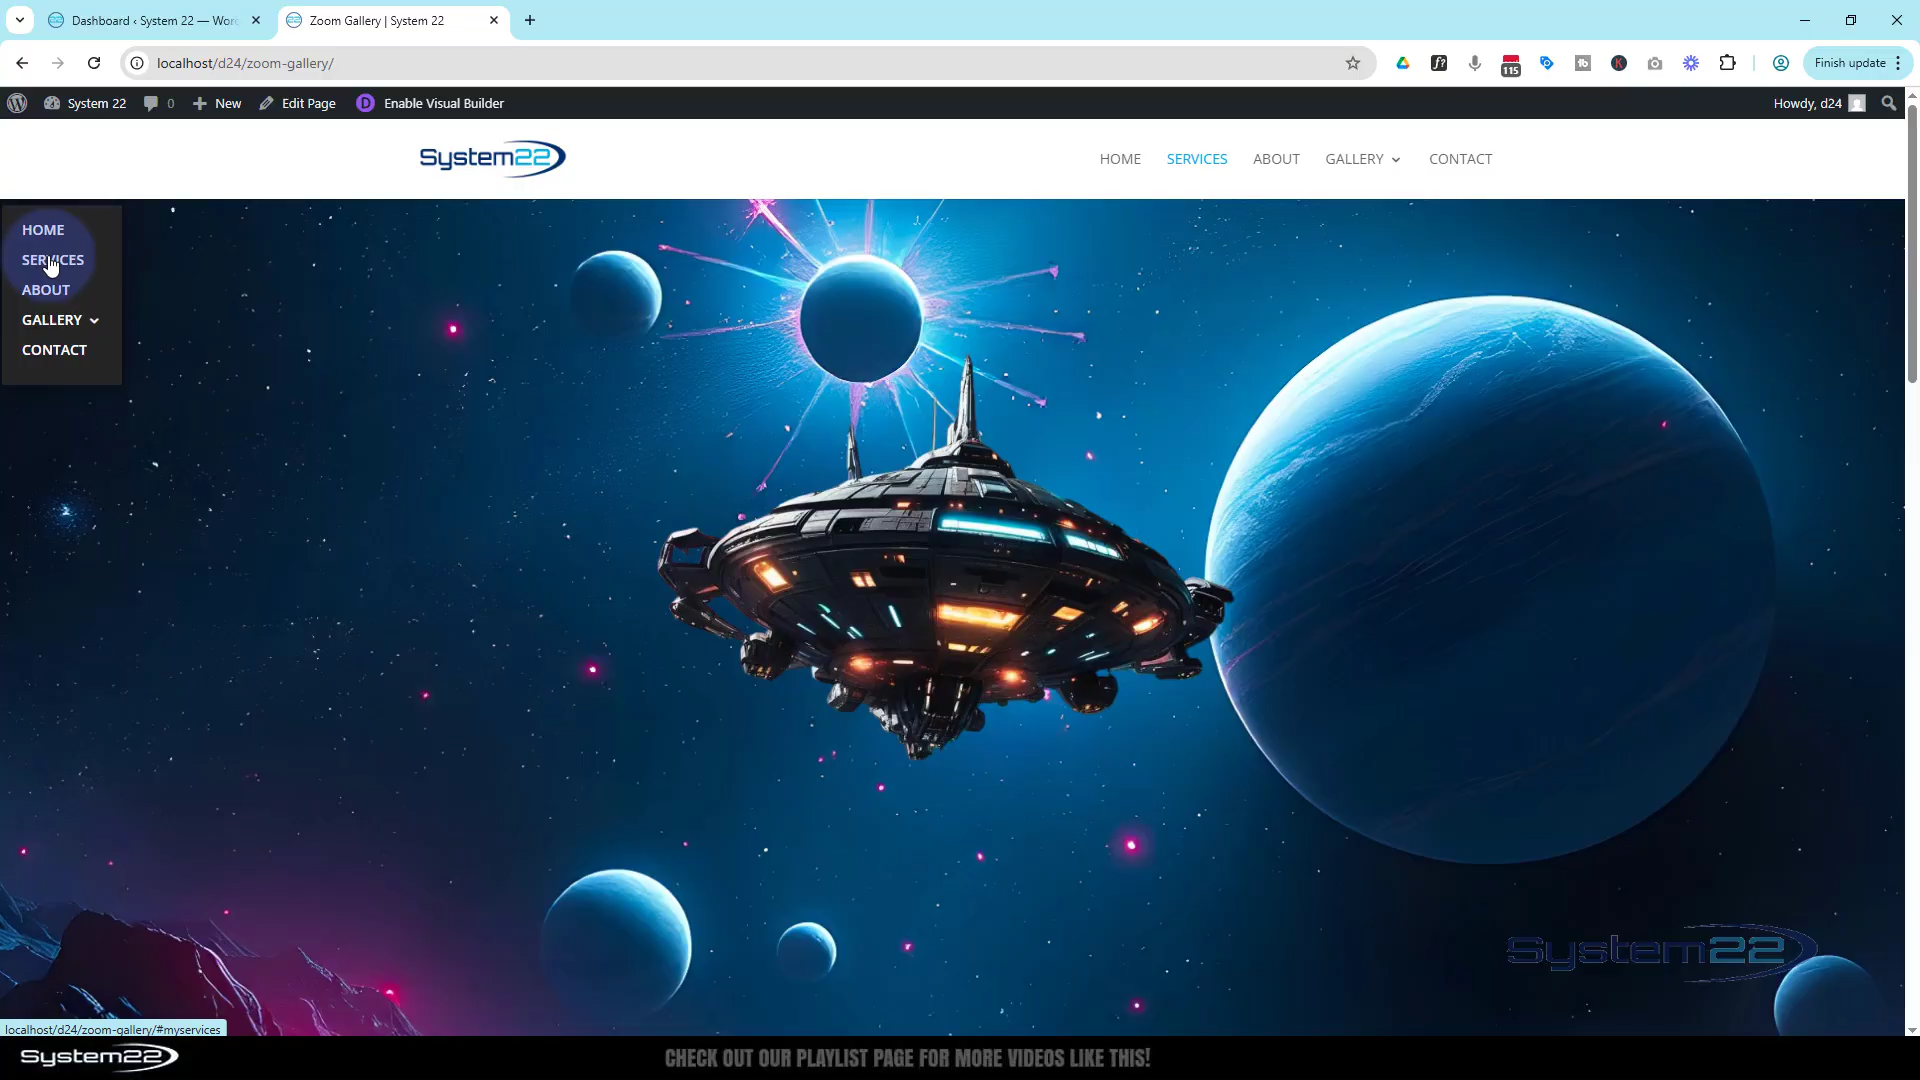 Dashboard ‹ System 22 — Wor
Zoom Gallery | System 22
localhost/d24/zoom-gallery/
115
Finish update
System 22
0
New
Edit Page
D
Enable Visual Builder
Howdy, d24
System22
HOME
SERVICES
ABOUT
GALLERY
CONTACT
HOME
SERVICES
ABOUT
GALLERY
CONTACT
System22
localhost/d24/zoom-gallery/#myservices
System22
CHECK OUT OUR PLAYLIST PAGE FOR MORE VIDEOS LIKE THIS!